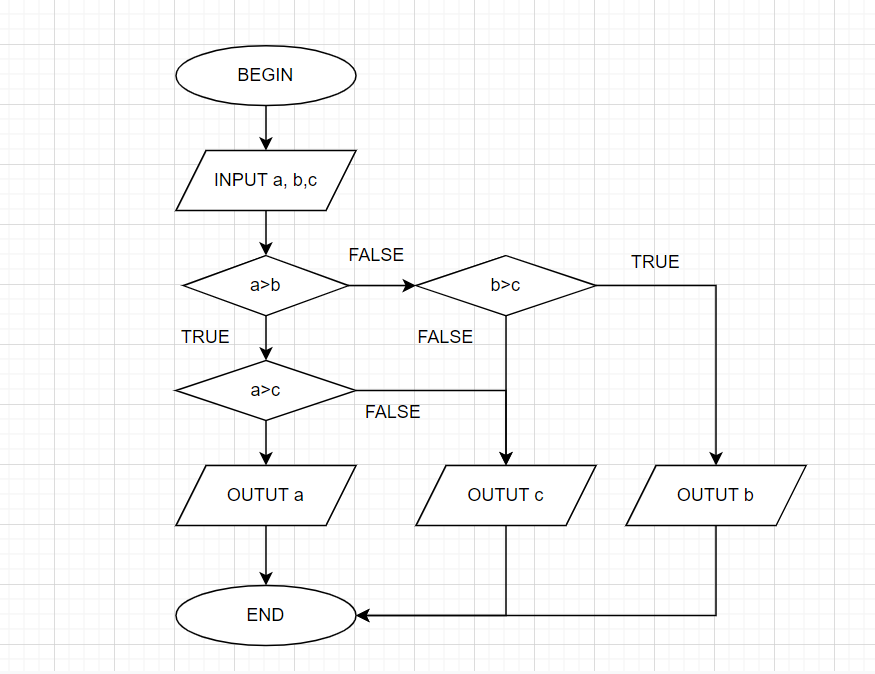 BEGIN
INPUT a, b,c
FALSE
TRUE
a>b
b>c
TRUE
FALSE
a>c
FALSE
OUTUT a
OUTUT c
OUTUT b
END